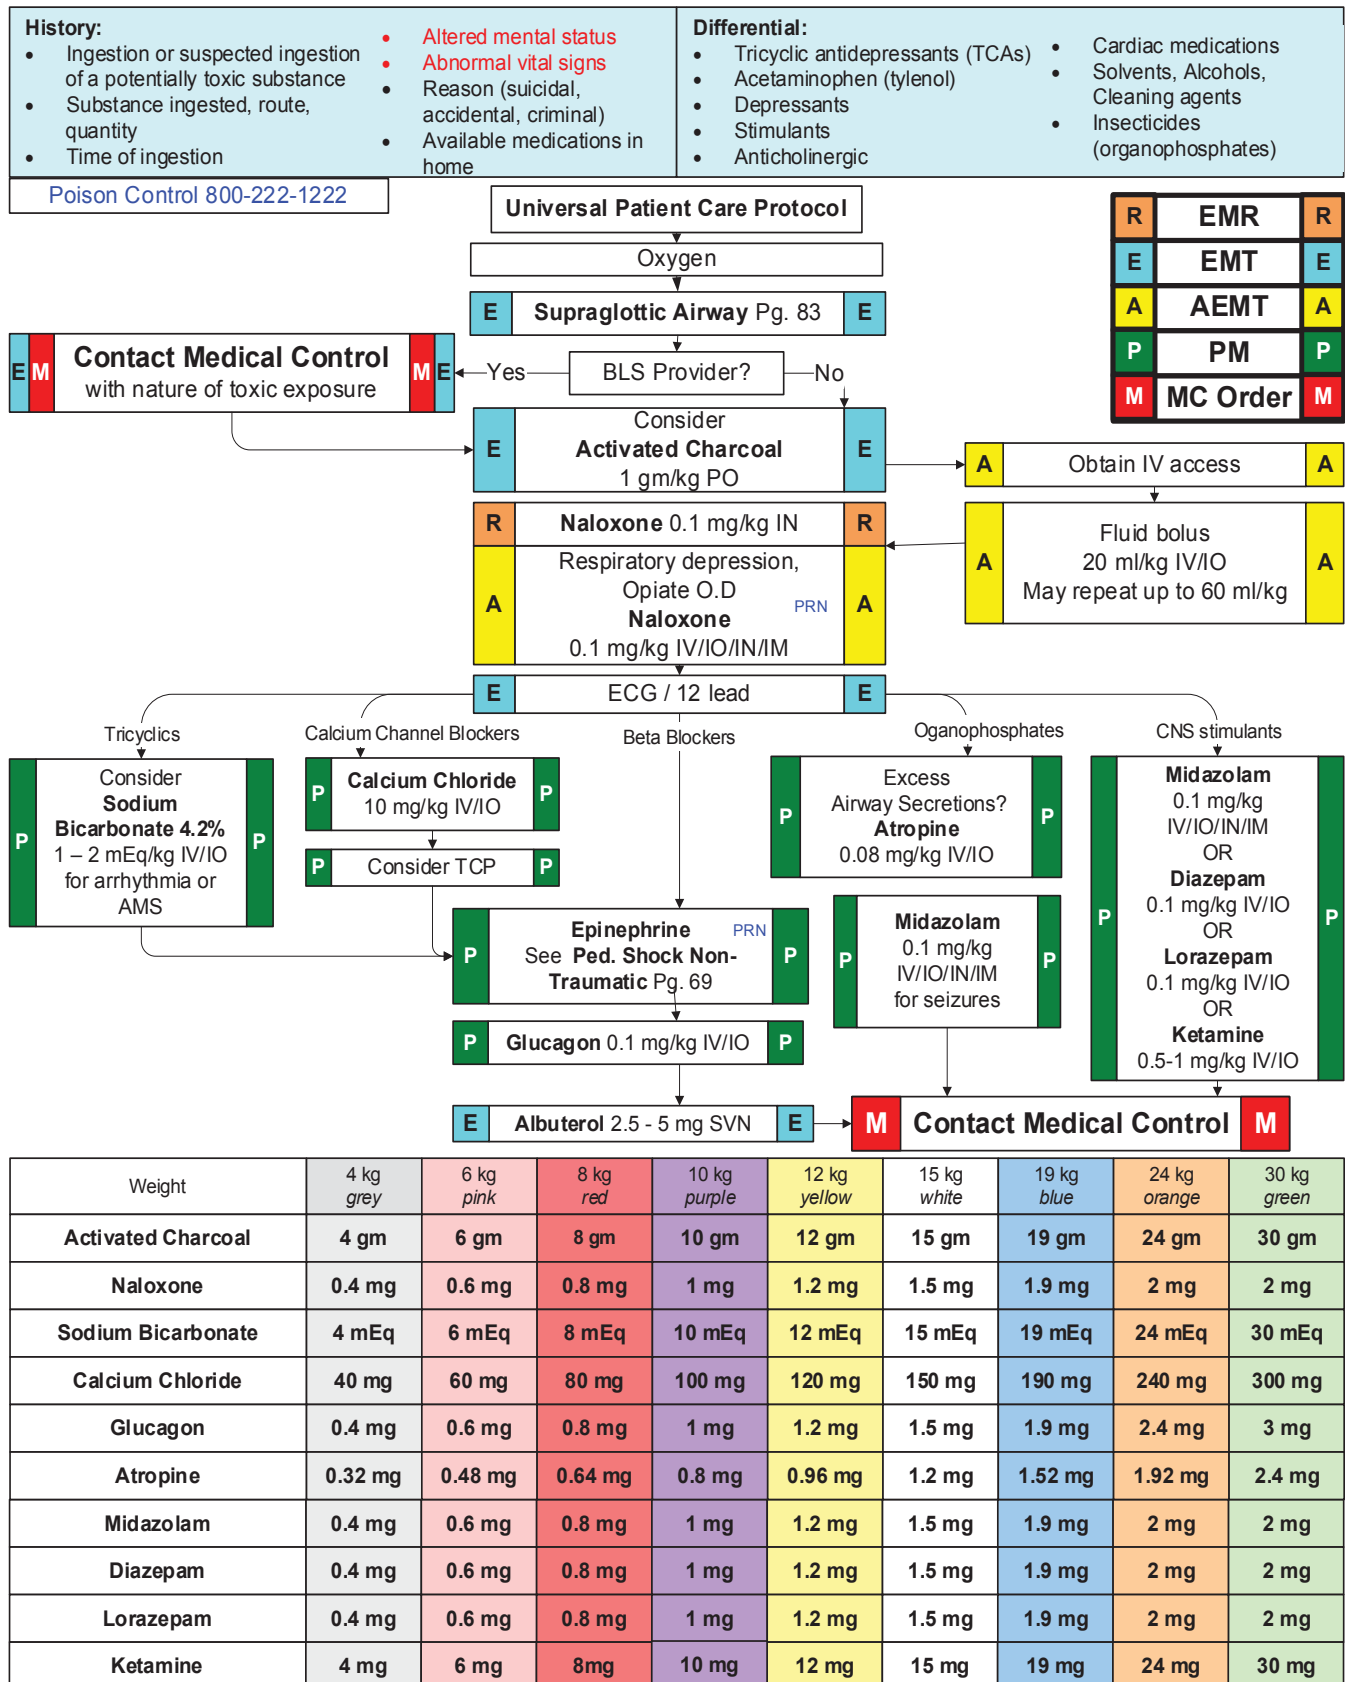 History:
• Ingestion or suspected ingestion
of a potentially toxic substance
• Substance ingested, route,
quantity
• Time of ingestion
• Altered mental status
• Abnormal vital signs
• Reason (suicidal,
accidental, criminal)
• Available medications in
home
Differential:
• Tricyclic antidepressants (TCAs)
• Acetaminophen (tylenol)
• Depressants
• Stimulants
• Anticholinergic
• Cardiac medications
• Solvents, Alcohols,
Cleaning agents
• Insecticides
(organophosphates)
Poison Control 800-222-1222
R EMR R
E EMT E
A AEMT A
P PM P
M MC Order M
Universal Patient Care Protocol
Oxygen
E Supraglottic Airway Pg. 83 E
BLS Provider?
Yes
No
E M Contact Medical Control M E
with nature of toxic exposure
Consider
E Activated Charcoal E
1 gm/kg PO
A Obtain IV access A
Fluid bolus
A 20 ml/kg IV/IO A
May repeat up to 60 ml/kg
R Naloxone 0.1 mg/kg IN R
Respiratory depression,
Opiate O.D
A Naloxone PRN A
0.1 mg/kg IV/IO/IN/IM
E ECG / 12 lead E
Tricyclics
Calcium Channel Blockers
Beta Blockers
Oganophosphates
CNS stimulants
Consider
Sodium
Bicarbonate 4.2%
P 1 – 2 mEq/kg IV/IO P
for arrhythmia or
AMS
P Calcium Chloride P
10 mg/kg IV/IO
P Consider TCP P
Epinephrine PRN
P See Ped. Shock Non- P
Traumatic Pg. 69
P Glucagon 0.1 mg/kg IV/IO P
E Albuterol 2.5 - 5 mg SVN E
Excess
Airway Secretions?
P Atropine P
0.08 mg/kg IV/IO
Midazolam
0.1 mg/kg
P IV/IO/IN/IM P
for seizures
Midazolam
0.1 mg/kg
IV/IO/IN/IM
OR
Diazepam
0.1 mg/kg IV/IO
P OR P
Lorazepam
0.1 mg/kg IV/IO
OR
Ketamine
0.5-1 mg/kg IV/IO
M Contact Medical Control M
Weight 4 kg 6 kg 8 kg 10 kg 12 kg 15 kg 19 kg 24 kg 30 kg
grey pink red purple yellow white blue orange green
Activated Charcoal 4 gm 6 gm 8 gm 10 gm 12 gm 15 gm 19 gm 24 gm 30 gm
Naloxone 0.4 mg 0.6 mg 0.8 mg 1 mg 1.2 mg 1.5 mg 1.9 mg 2 mg 2 mg
Sodium Bicarbonate 4 mEq 6 mEq 8 mEq 10 mEq 12 mEq 15 mEq 19 mEq 24 mEq 30 mEq
Calcium Chloride 40 mg 60 mg 80 mg 100 mg 120 mg 150 mg 190 mg 240 mg 300 mg
Glucagon 0.4 mg 0.6 mg 0.8 mg 1 mg 1.2 mg 1.5 mg 1.9 mg 2.4 mg 3 mg
Atropine 0.32 mg 0.48 mg 0.64 mg 0.8 mg 0.96 mg 1.2 mg 1.52 mg 1.92 mg 2.4 mg
Midazolam 0.4 mg 0.6 mg 0.8 mg 1 mg 1.2 mg 1.5 mg 1.9 mg 2 mg 2 mg
Diazepam 0.4 mg 0.6 mg 0.8 mg 1 mg 1.2 mg 1.5 mg 1.9 mg 2 mg 2 mg
Lorazepam 0.4 mg 0.6 mg 0.8 mg 1 mg 1.2 mg 1.5 mg 1.9 mg 2 mg 2 mg
Ketamine 4 mg 6 mg 8mg 10 mg 12 mg 15 mg 19 mg 24 mg 30 mg